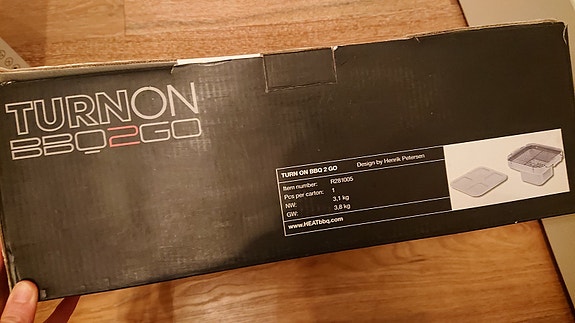 TURNON
BBQ2GO
TURN ON BBQ 2 GO Design by Henrik Petersen
Item number: R281005
Pcs per carton: 1
NW: 3,1 kg
GW: 3,8 kg
www.HEATbbq.com